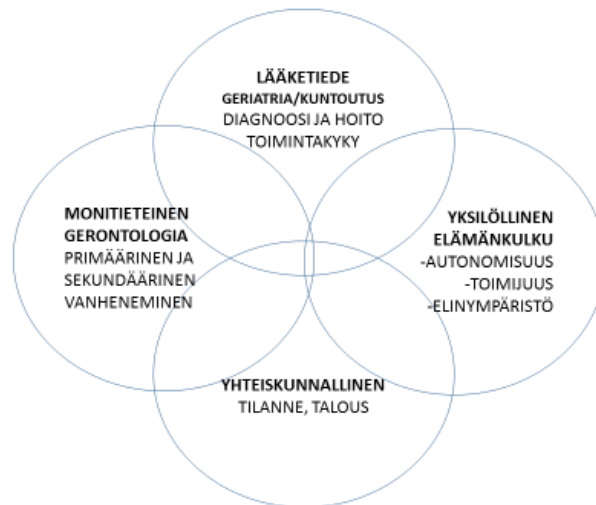 LÄÄKETIEDE
GERIATRIA/KUNTOUTUS
DIAGNOOSI JA HOITO
TOIMINTAKYKY
MONITIETEINEN
GERONTOLOGIA
PRIMÄÄRINEN JA
SEKUNDÄÄRINEN
VANHENEMINEN
YKSILÖLLINEN
ELÄMÄNKULKU
-AUTONOMISUUS
-TOIMIJUUS
-ELINYMPÄRISTÖ
YHTEISKUNNALLINEN
TILANNE, TALOUS